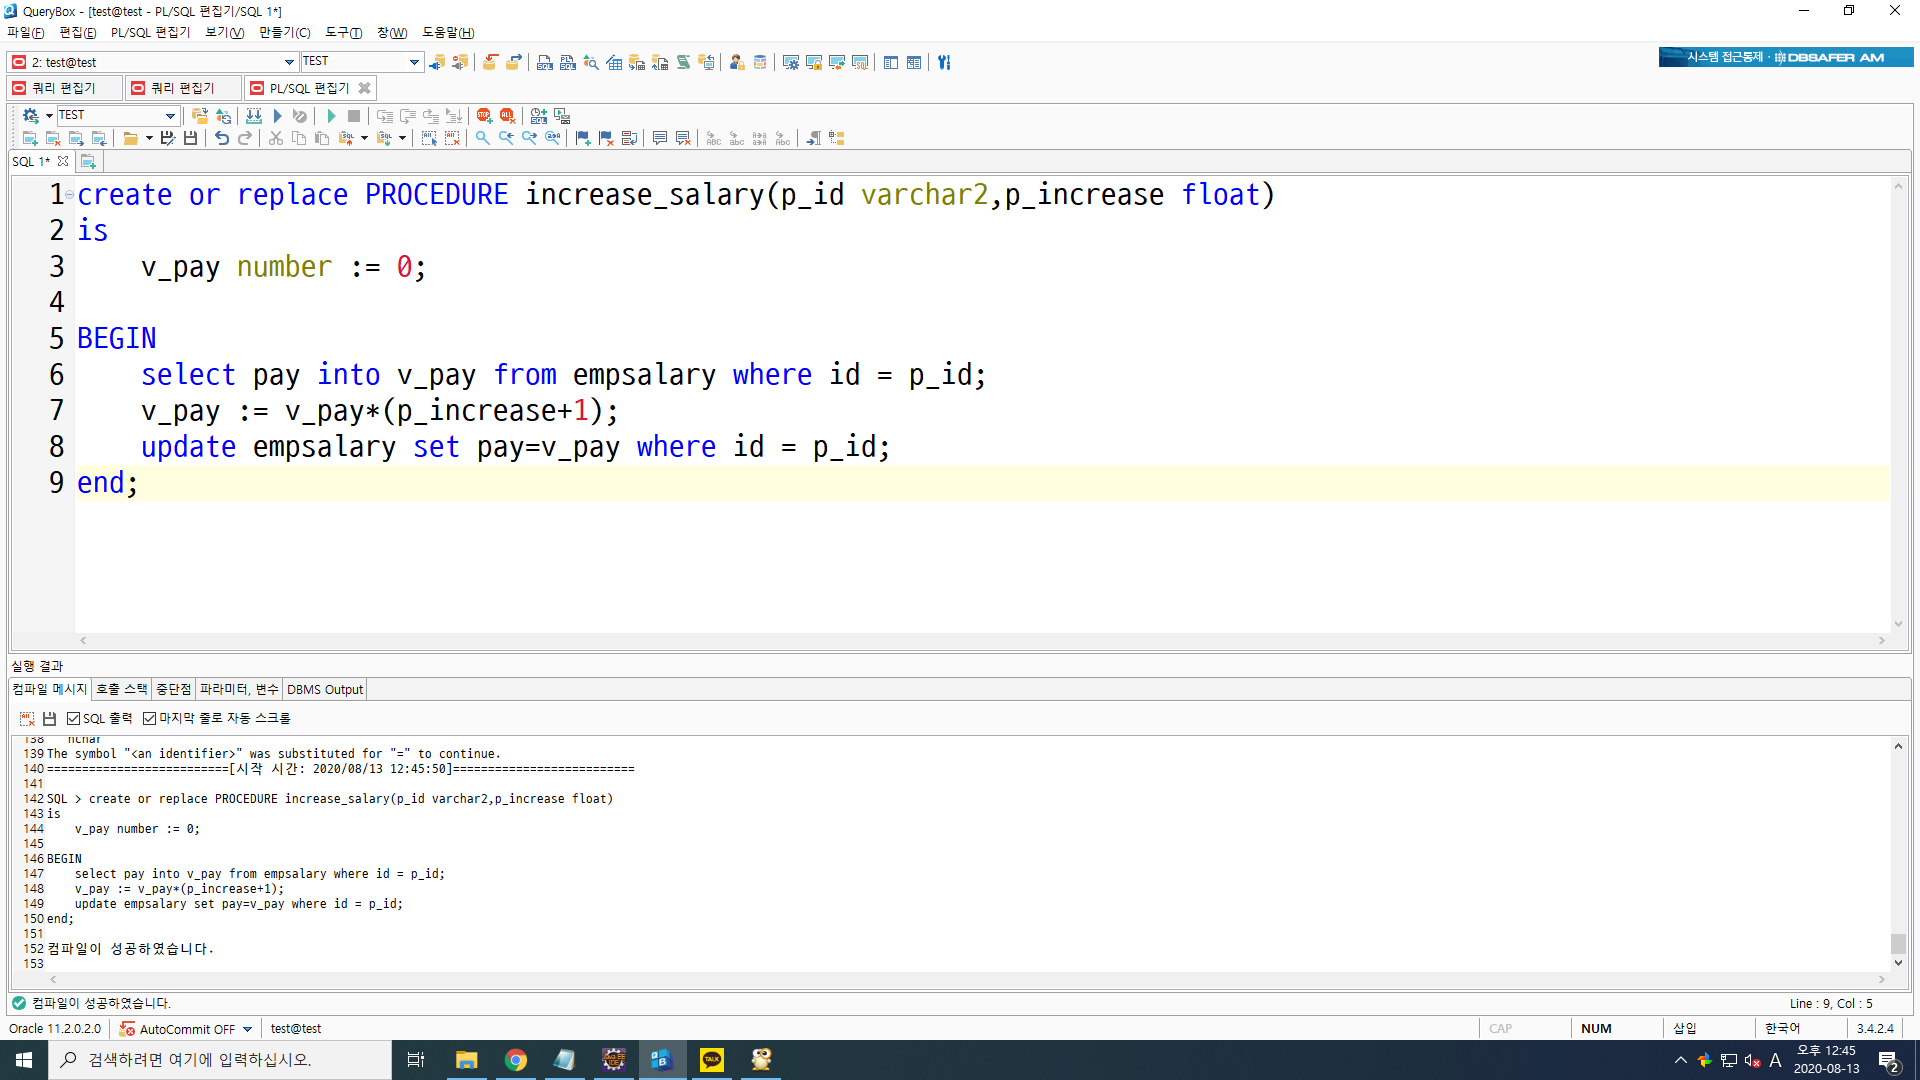 QueryBox - [test@test - PL/SQL 편집기/SQL 1*]
파일(F) 편집(E) PL/SQL 편집기 보기(V) 만들기(C) 도구(T) 창(W) 도움말(H)
2: test@test TEST
시스템 접근통제 · DBSAFER AM
쿼리 편집기 쿼리 편집기 PL/SQL 편집기
TEST
SQL 1*
1 create or replace PROCEDURE increase_salary(p_id varchar2,p_increase float)
2 is
3     v_pay number := 0;
4
5 BEGIN
6     select pay into v_pay from empsalary where id = p_id;
7     v_pay := v_pay*(p_increase+1);
8     update empsalary set pay=v_pay where id = p_id;
9 end;
실행 결과
컴파일 메시지 호출 스택 중단점 파라미터, 변수 DBMS Output
SQL 출력 마지막 줄로 자동 스크롤
138    nchar
139 The symbol "<an identifier>" was substituted for "=" to continue.
140 ==========================[시작 시간: 2020/08/13 12:45:50]==========================
141
142 SQL > create or replace PROCEDURE increase_salary(p_id varchar2,p_increase float)
143 is
144     v_pay number := 0;
145
146 BEGIN
147     select pay into v_pay from empsalary where id = p_id;
148     v_pay := v_pay*(p_increase+1);
149     update empsalary set pay=v_pay where id = p_id;
150 end;
151
152 컴파일이 성공하였습니다.
153
컴파일이 성공하였습니다. Line : 9, Col : 5
Oracle 11.2.0.2.0 AutoCommit OFF test@test CAP NUM 삽입 한국어 3.4.2.4
검색하려면 여기에 입력하십시오. TALK A 오후 12:45
2020-08-13 2